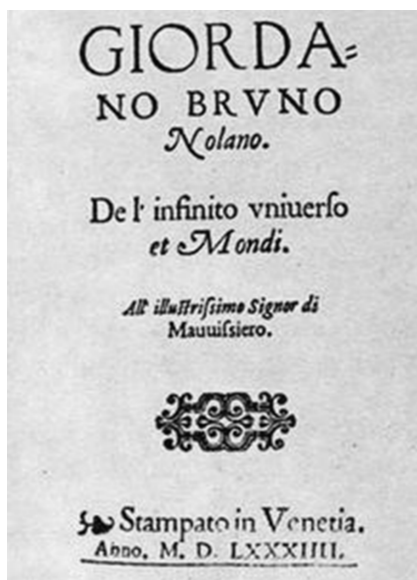 GIORDA=
NO BRVNO
Nolano.
De l' infinito vniuerſo
et Mondi.
All' illuſtriſsimo Signor di
Mauuiſsiero.
Stampato in Venetia.
Anno. M. D. LXXXIIII.